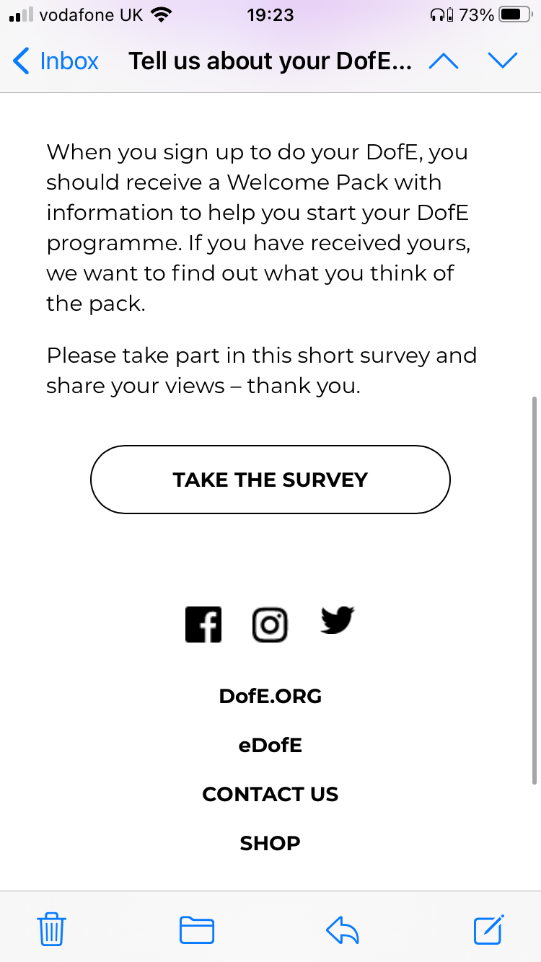 vodafone UK
19:23
73%
Inbox
Tell us about your DofE...
When you sign up to do your DofE, you
should receive a Welcome Pack with
information to help you start your DofE
programme. If you have received yours,
we want to find out what you think of
the pack.
Please take part in this short survey and
share your views – thank you.
TAKE THE SURVEY
DofE.ORG
eDofE
CONTACT US
SHOP